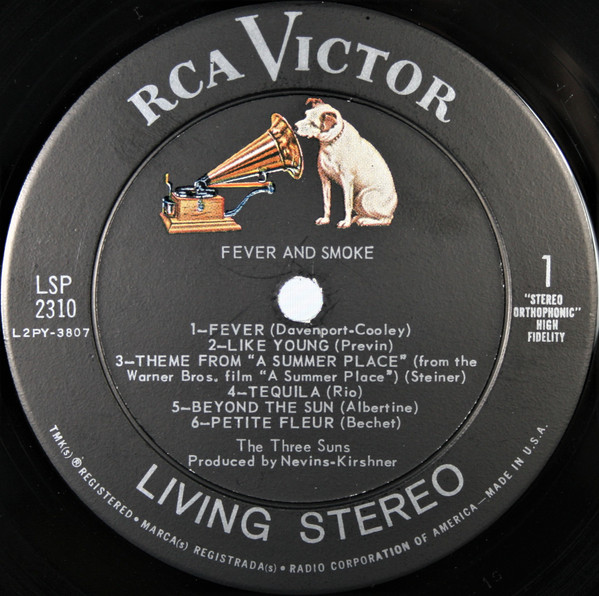 RCA VICTOR
FEVER AND SMOKE
LSP
2310
L2PY-3807
1
"STEREO
ORTHOPHONIC"
HIGH
FIDELITY
1—FEVER (Davenport-Cooley)
2—LIKE YOUNG (Previn)
3—THEME FROM "A SUMMER PLACE" (from the
Warner Bros. film "A Summer Place") (Steiner)
4—TEQUILA (Rio)
5—BEYOND THE SUN (Albertine)
6—PETITE FLEUR (Bechet)
The Three Suns
Produced by Nevins-Kirshner
LIVING STEREO
TMK(s) ® REGISTERED • MARCA(s) REGISTRADA(s) • RADIO CORPORATION OF AMERICA—MADE IN U.S.A.